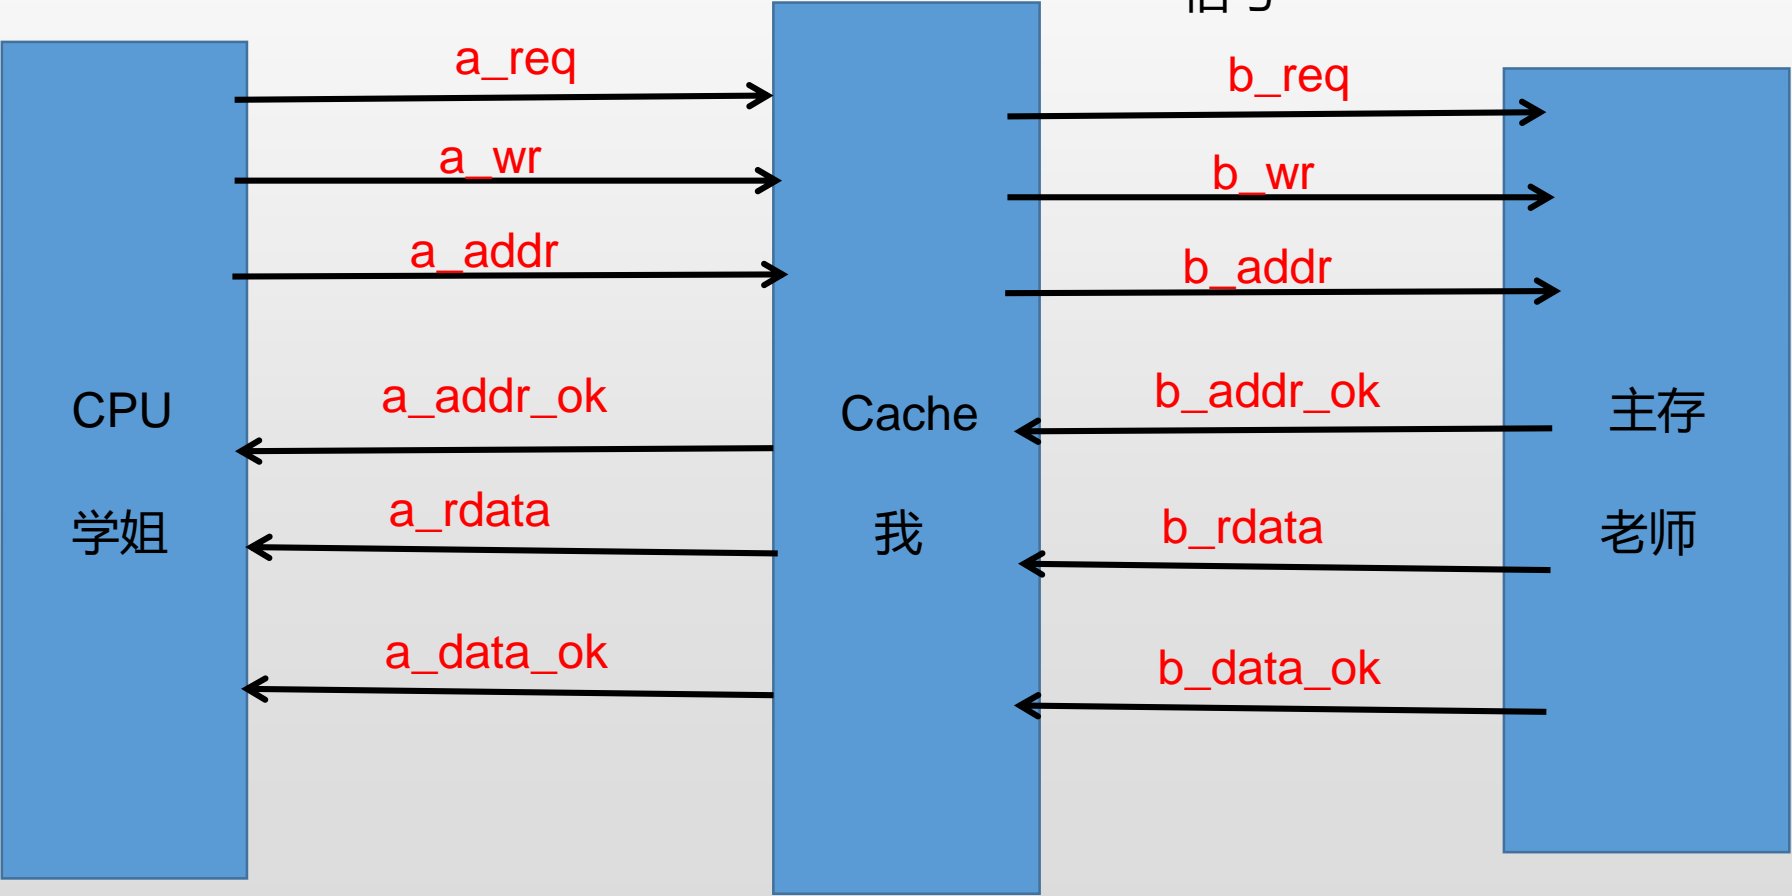 a_req
a_wr
a_addr
a_addr_ok
a_rdata
a_data_ok
b_req
b_wr
b_addr
b_addr_ok
b_rdata
b_data_ok
CPU
学姐
Cache
我
主存
老师